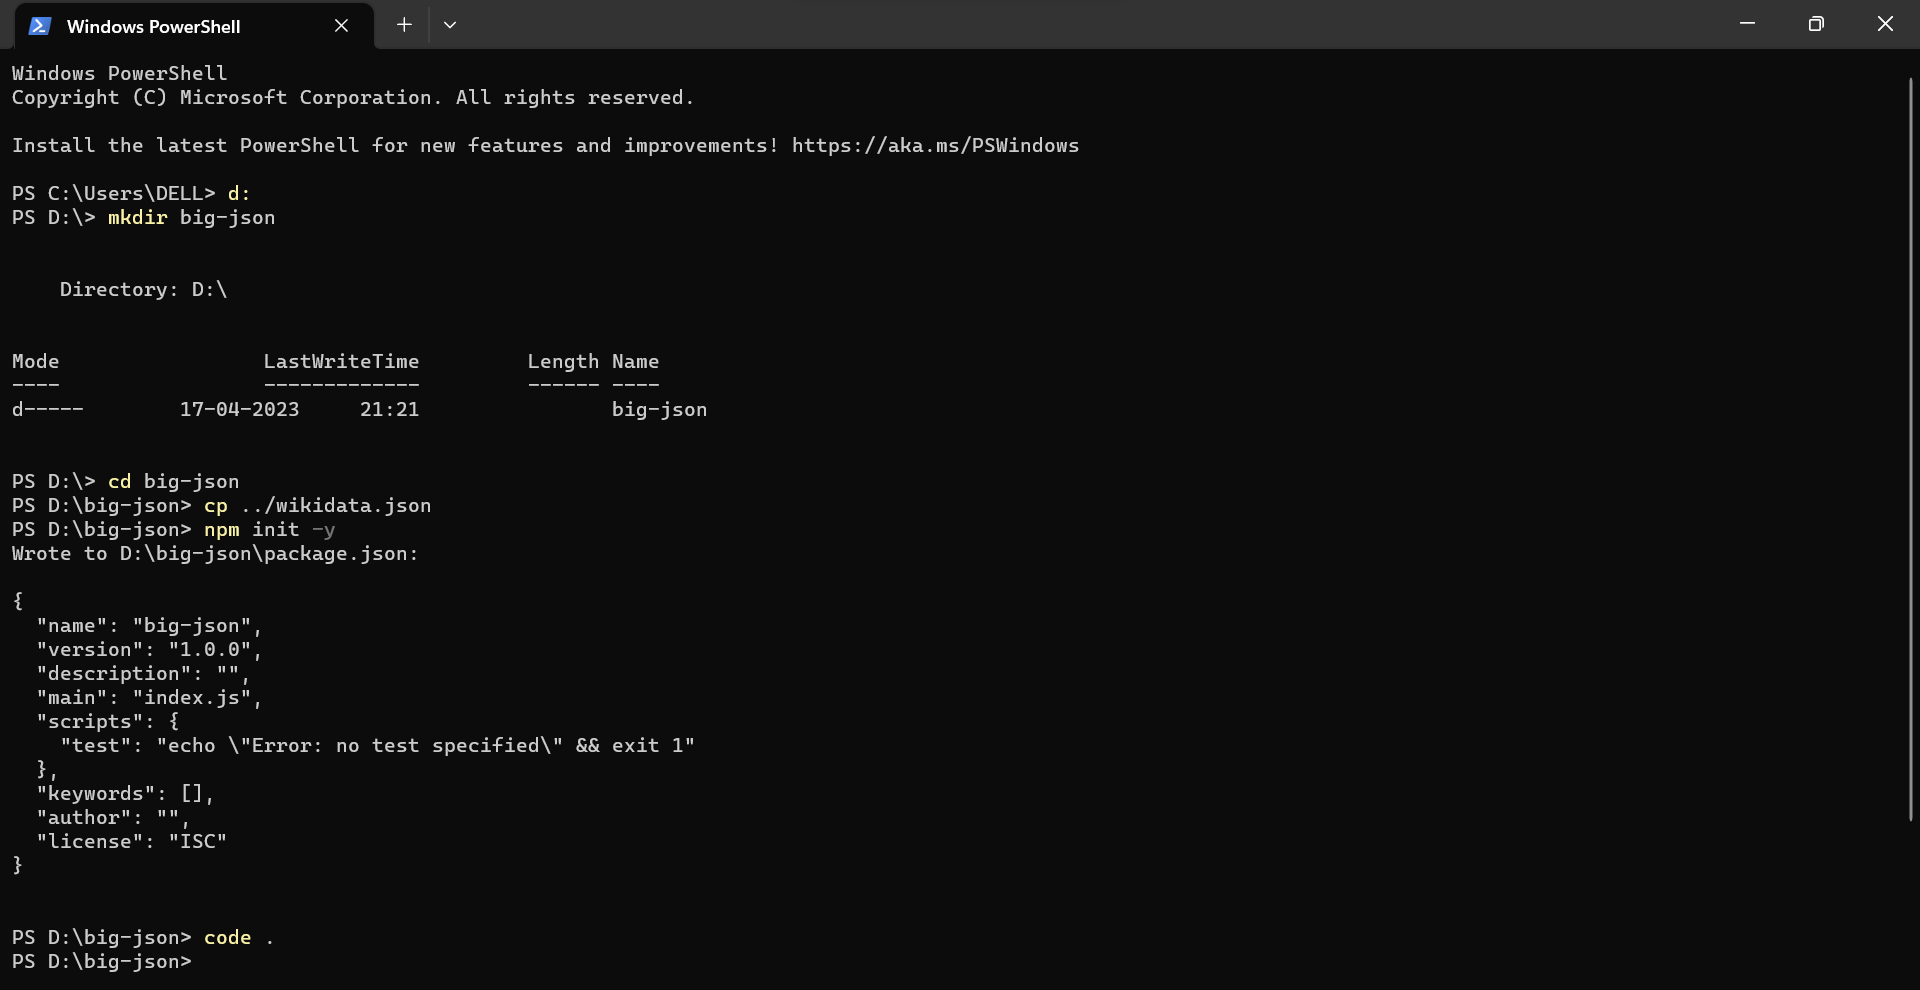 Windows PowerShell
Windows PowerShell
Copyright (C) Microsoft Corporation. All rights reserved.

Install the latest PowerShell for new features and improvements! https://aka.ms/PSWindows

PS C:\Users\DELL> d:
PS D:\> mkdir big-json


    Directory: D:\


Mode                 LastWriteTime         Length Name
----                 -------------         ------ ----
d-----        17-04-2023     21:21                big-json


PS D:\> cd big-json
PS D:\big-json> cp ../wikidata.json
PS D:\big-json> npm init -y
Wrote to D:\big-json\package.json:

{
  "name": "big-json",
  "version": "1.0.0",
  "description": "",
  "main": "index.js",
  "scripts": {
    "test": "echo \"Error: no test specified\" && exit 1"
  },
  "keywords": [],
  "author": "",
  "license": "ISC"
}


PS D:\big-json> code .
PS D:\big-json>